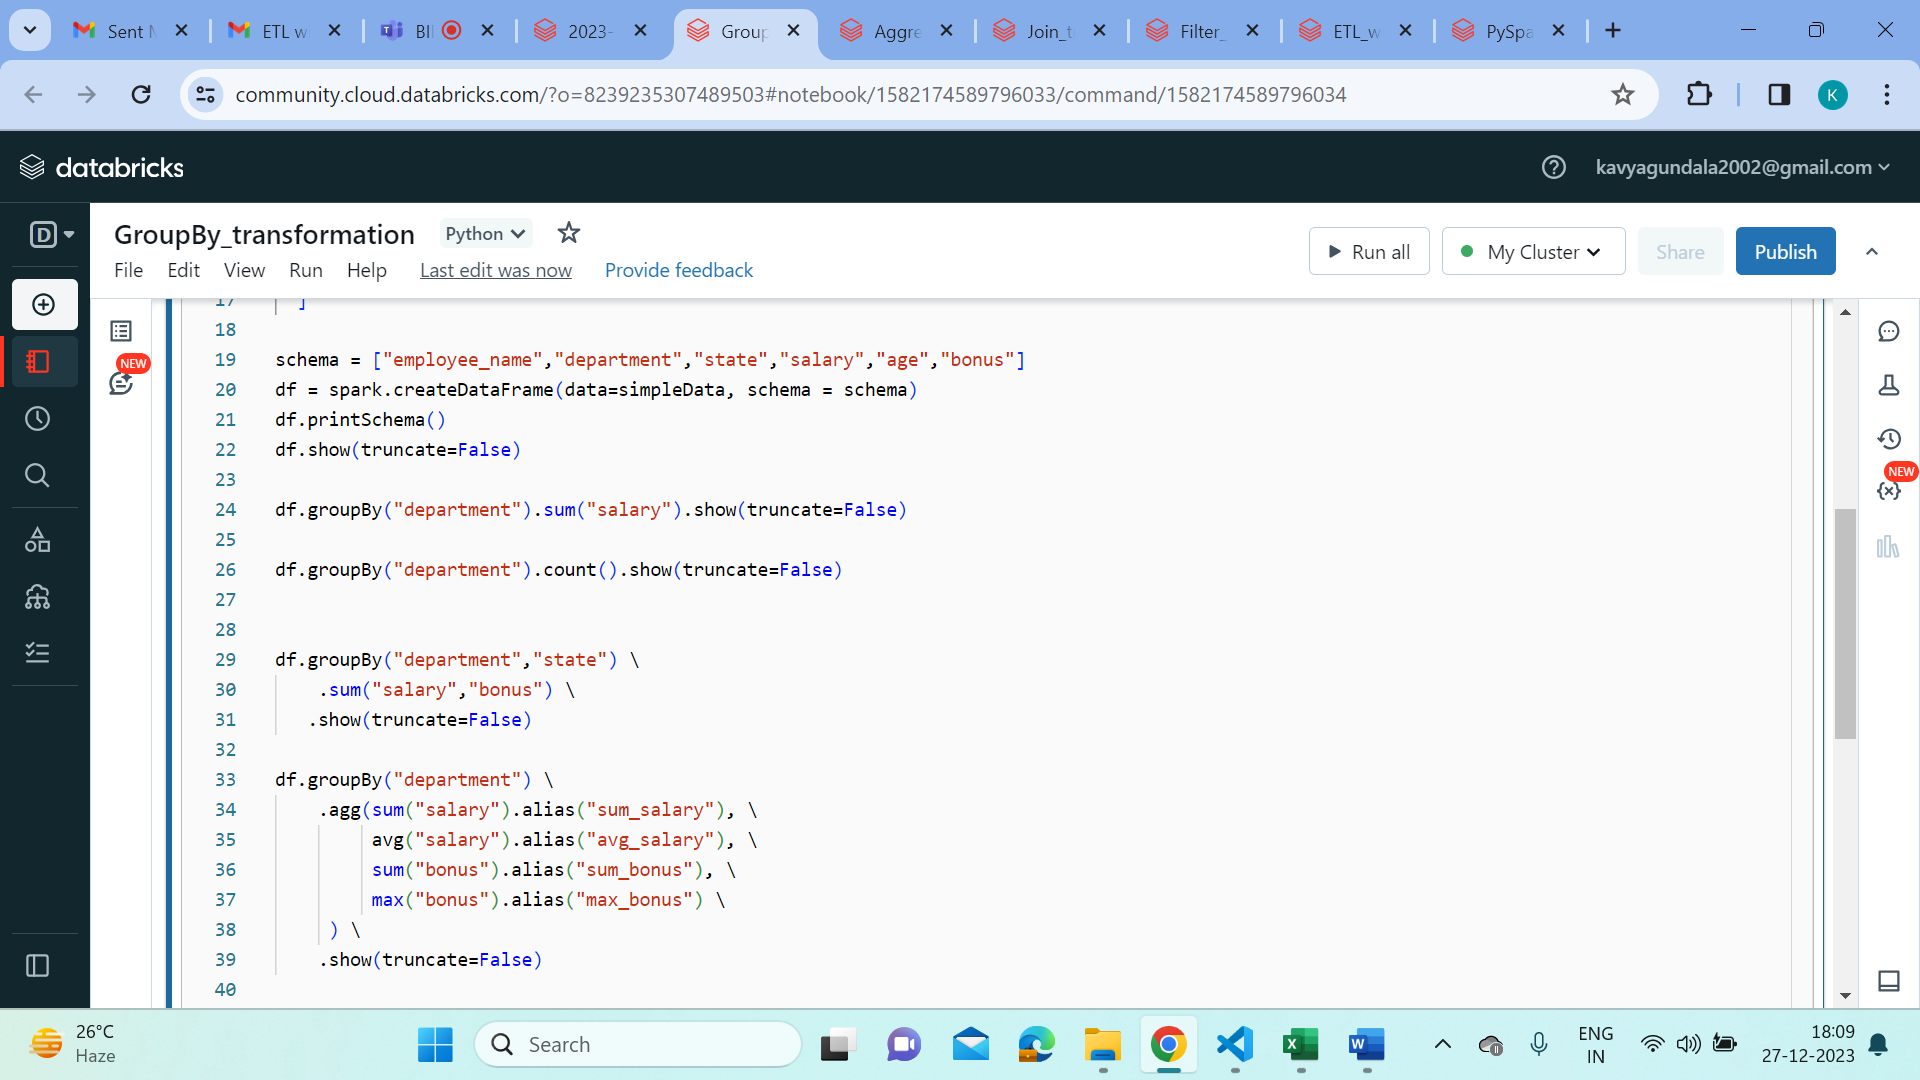 Sent M
ETL w
BI
2023-
Group
Aggre
Join_t
Filter_
ETL_w
PySpa
community.cloud.databricks.com/?o=8239235307489503#notebook/1582174589796033/command/1582174589796034
K
databricks
kavyagundala2002@gmail.com
D
GroupBy_transformation
Python
File Edit View Run Help Last edit was now Provide feedback
Run all
My Cluster
Share
Publish
NEW
NEW
17 ]
18
19 schema = ["employee_name","department","state","salary","age","bonus"]
20 df = spark.createDataFrame(data=simpleData, schema = schema)
21 df.printSchema()
22 df.show(truncate=False)
23
24 df.groupBy("department").sum("salary").show(truncate=False)
25
26 df.groupBy("department").count().show(truncate=False)
27
28
29 df.groupBy("department","state") \
30 .sum("salary","bonus") \
31 .show(truncate=False)
32
33 df.groupBy("department") \
34 .agg(sum("salary").alias("sum_salary"), \
35 avg("salary").alias("avg_salary"), \
36 sum("bonus").alias("sum_bonus"), \
37 max("bonus").alias("max_bonus") \
38 ) \
39 .show(truncate=False)
40
26°C
Haze
Search
ENG
IN
18:09
27-12-2023